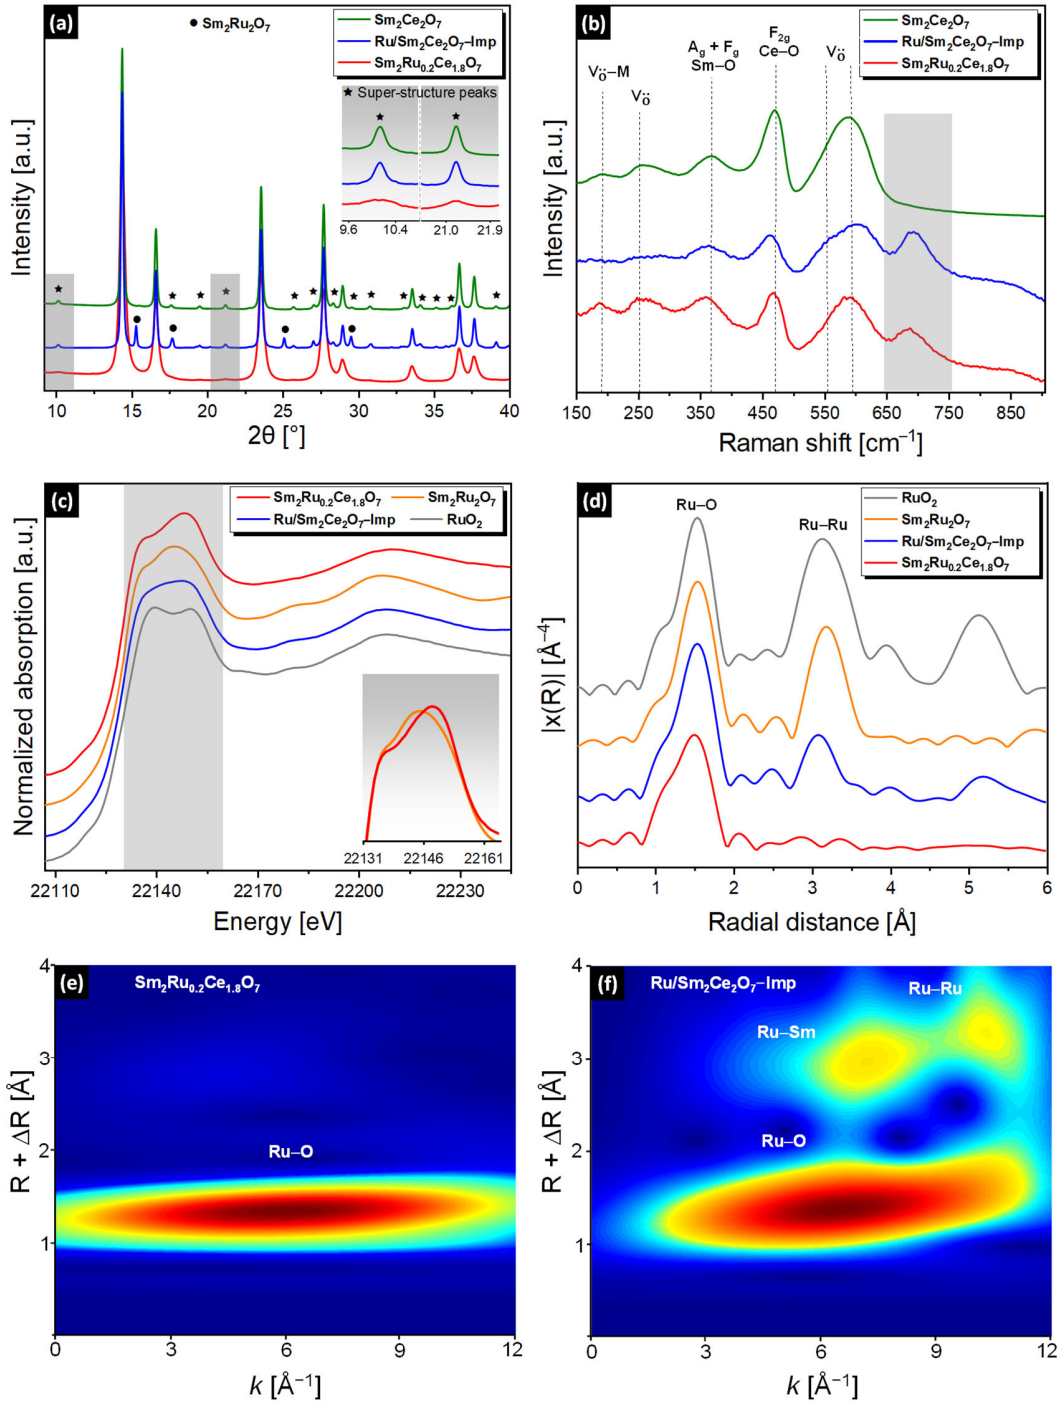 (a)
● Sm₂Ru₂O₇
Sm₂Ce₂O₇
Ru/Sm₂Ce₂O₇–Imp
Sm₂Ru₀.₂Ce₁.₈O₇
★ Super-structure peaks
9.6 10.4 21.0 21.9
Intensity [a.u.]
10 15 20 25 30 35 40
2θ [°]
(b)
Sm₂Ce₂O₇
Ru/Sm₂Ce₂O₇–Imp
Sm₂Ru₀.₂Ce₁.₈O₇
V_Ö–M
V_Ö
A_g + F_g
Sm–O
F₂g
Ce–O
V_Ö
Intensity [a.u.]
150 250 350 450 550 650 750 850
Raman shift [cm⁻¹]
(c)
Sm₂Ru₀.₂Ce₁.₈O₇
Sm₂Ru₂O₇
Ru/Sm₂Ce₂O₇–Imp
RuO₂
22131 22146 22161
Normalized absorption [a.u.]
22110 22140 22170 22200 22230
Energy [eV]
(d)
RuO₂
Sm₂Ru₂O₇
Ru/Sm₂Ce₂O₇–Imp
Sm₂Ru₀.₂Ce₁.₈O₇
Ru–O
Ru–Ru
|x(R)| [Å⁻⁴]
0 1 2 3 4 5 6
Radial distance [Å]
(e)
Sm₂Ru₀.₂Ce₁.₈O₇
Ru–O
R + ΔR [Å]
4
3
2
1
0 3 6 9 12
k [Å⁻¹]
(f)
Ru/Sm₂Ce₂O₇–Imp
Ru–Ru
Ru–Sm
Ru–O
R + ΔR [Å]
4
3
2
1
0 3 6 9 12
k [Å⁻¹]